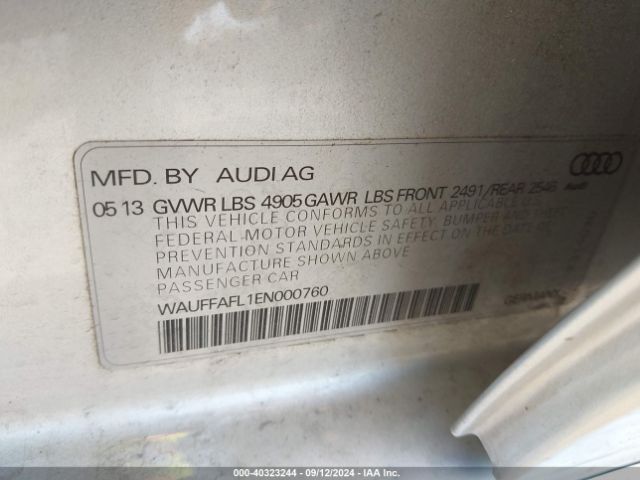 MFD. BY AUDI AG
05 13 GVWR LBS 4905 GAWR LBS FRONT 2491/REAR 2546
Audi
THIS VEHICLE CONFORMS TO ALL APPLICABLE U.S.
FEDERAL MOTOR VEHICLE SAFETY, BUMPER AND THEFT
PREVENTION STANDARDS IN EFFECT ON THE DATE OF
MANUFACTURE SHOWN ABOVE
PASSENGER CAR
WAUFFAFL1EN000760
GERMANY
000-40323244 - 09/12/2024 - IAA Inc.